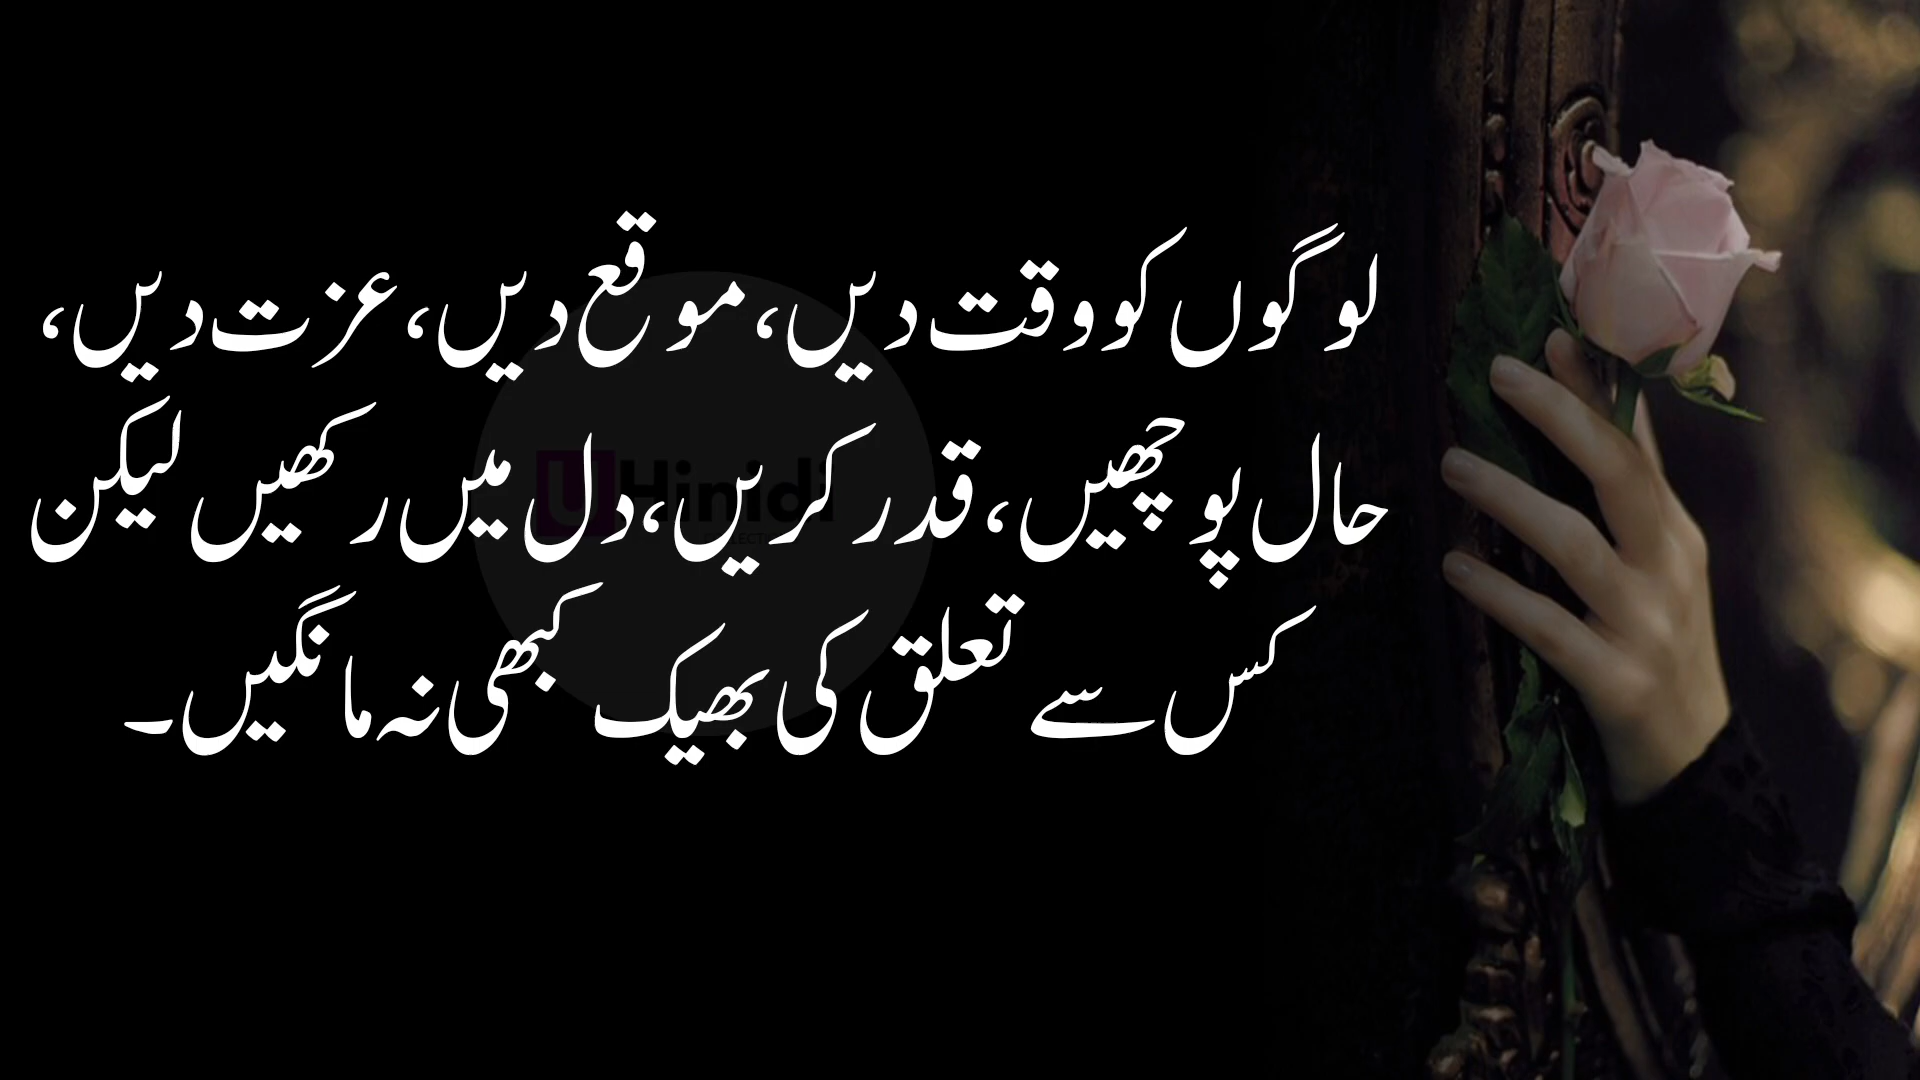 لوگوں کو وقت دیں، موقع دیں، عزت دیں،
حال پوچھیں، قدر کریں، دل میں رکھیں لیکن
کس سے تعلق کی بھیک کبھی نہ مانگیں۔
U Hinidi